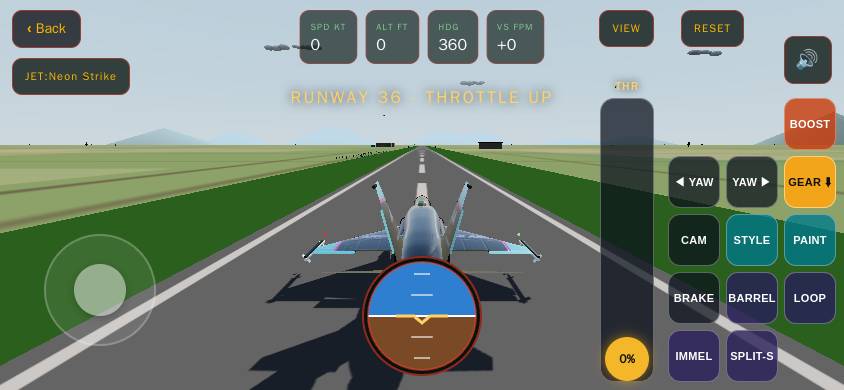 ‹ Back
JET:Neon Strike
SPD KT
0
ALT FT
0
HDG
360
VS FPM
+0
VIEW
RESET
RUNWAY 36 · THROTTLE UP
THR
0%
BOOST
◀ YAW
YAW ▶
GEAR ⬇
CAM
STYLE
PAINT
BRAKE
BARREL
LOOP
IMMEL
SPLIT-S